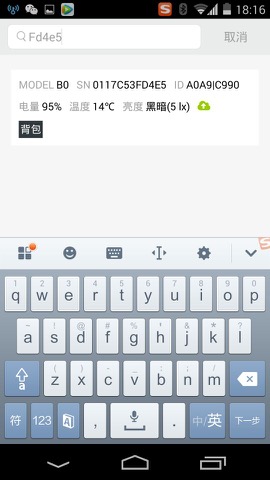 18:16
Fd4e5
取消
MODEL B0 SN 0117C53FD4E5 ID A0A9|C990
电量 95% 温度 14℃ 亮度 黑暗(5 lx)
背包
1 2 3 4 5 6 7 8 9 0
q w e r t y u i o p
a s d f g h j k l
a z x c v b n m
符 123 , . 中/英 下一步